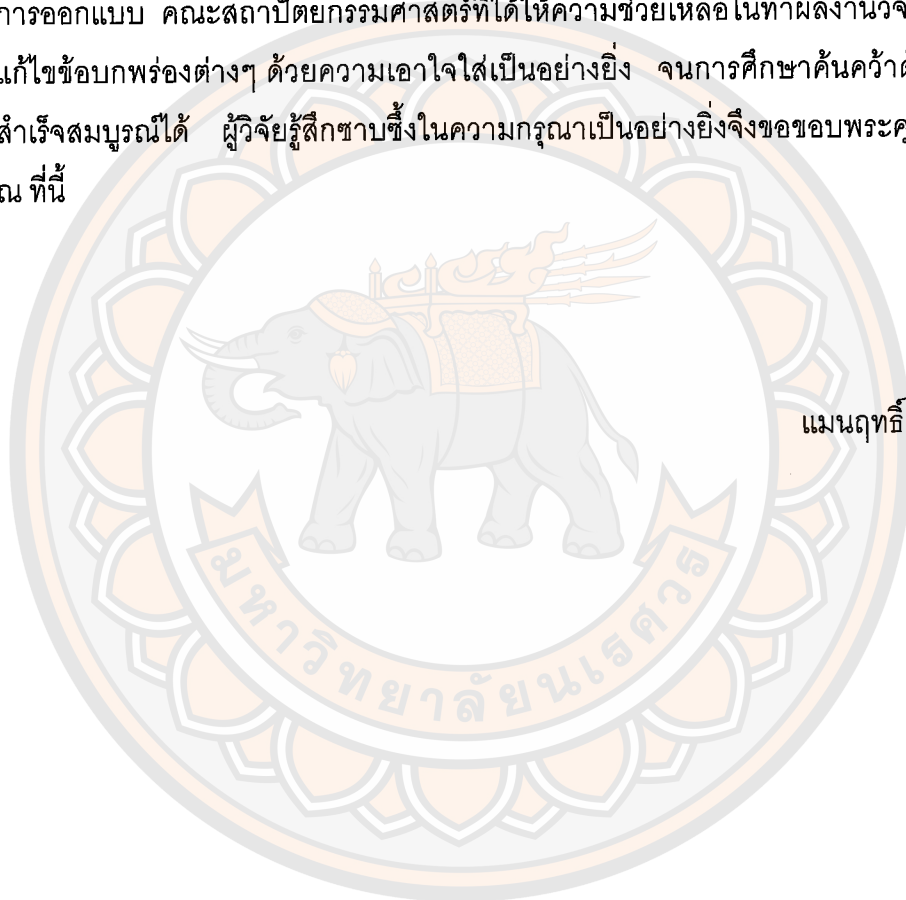 การออกแบบ คณะสถาปัตยกรรมศาสตร์ที่ได้ให้ความช่วยเหลือในทำผลงานวิจ
แก้ไขข้อบกพร่องต่างๆ ด้วยความเอาใจใส่เป็นอย่างยิ่ง จนการศึกษาค้นคว้า
สำเร็จสมบูรณ์ได้ ผู้วิจัยรู้สึกซาบซึ้งในความกรุณาเป็นอย่างยิ่งจึงขอขอบพระคุ
ณ ที่นี้
แมนฤทธิ์
มหาวิทยาลัยนเรศวร